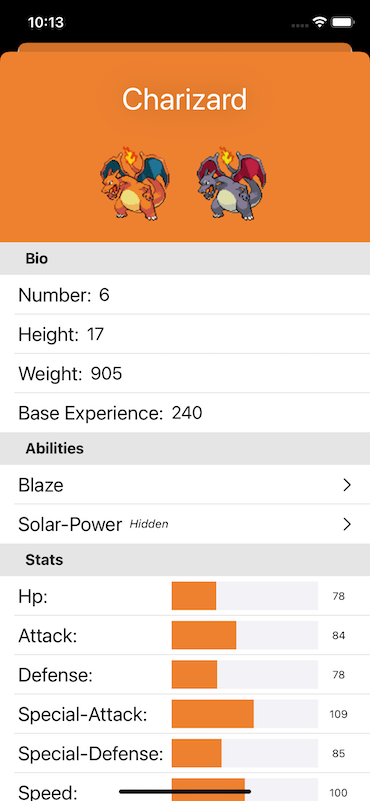 10:13
Charizard
Bio
Number: 6
Height: 17
Weight: 905
Base Experience: 240
Abilities
Blaze
Solar-Power Hidden
Stats
Hp: 78
Attack: 84
Defense: 78
Special-Attack: 109
Special-Defense: 85
Speed: 100